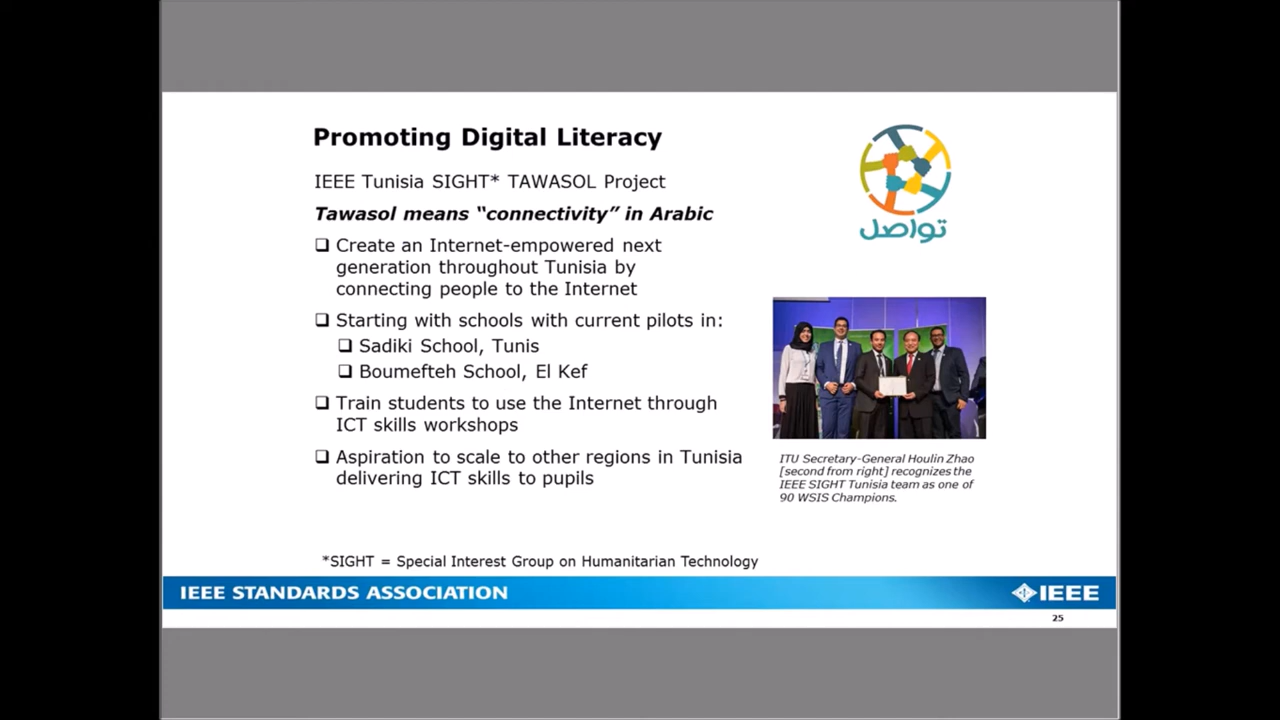 Promoting Digital Literacy
IEEE Tunisia SIGHT* TAWASOL Project
Tawasol means “connectivity” in Arabic
Create an Internet-empowered next
generation throughout Tunisia by
connecting people to the Internet
Starting with schools with current pilots in:
Sadiki School, Tunis
Boumefteh School, El Kef
Train students to use the Internet through
ICT skills workshops
Aspiration to scale to other regions in Tunisia
delivering ICT skills to pupils
تواصل
ITU Secretary-General Houlin Zhao
[second from right] recognizes the
IEEE SIGHT Tunisia team as one of
90 WSIS Champions.
*SIGHT = Special Interest Group on Humanitarian Technology
IEEE STANDARDS ASSOCIATION
IEEE
25